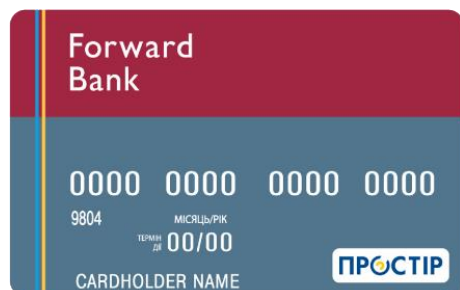 Forward
Bank
0000 0000 0000 0000
9804 МІСЯЦЬ/РІК
ТЕРМІН
ДІЇ 00/00
CARDHOLDER NAME
ПРОСТІР